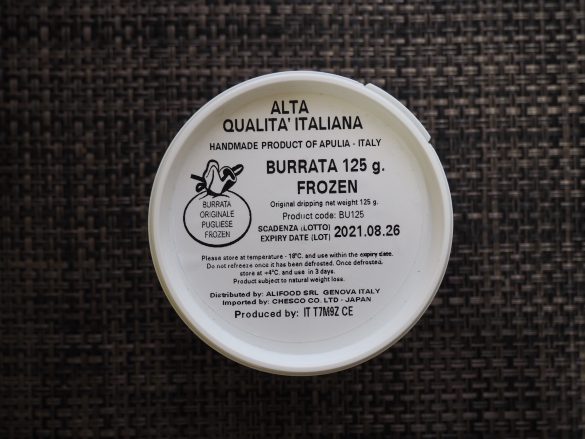 ALTA
QUALITA' ITALIANA
HANDMADE PRODUCT OF APULIA - ITALY
BURRATA 125 g.
FROZEN
BURRATA
ORIGINALE
PUGLIESE
FROZEN
Original dripping net weight 125 g.
Product code: BU125
SCADENZA (LOTTO)
EXPIRY DATE (LOT) 2021.08.26
Please store at temperature - 18°C. and use within the expiry date.
Do not refreeze once it has been defrosted. Once defrosted,
store at +4°C. and use in 3 days.
Product subject to natural weight loss.
Distributed by: ALIFOOD SRL GENOVA ITALY
Imported by: CHESCO CO. LTD - JAPAN
Produced by: IT T7M9Z CE